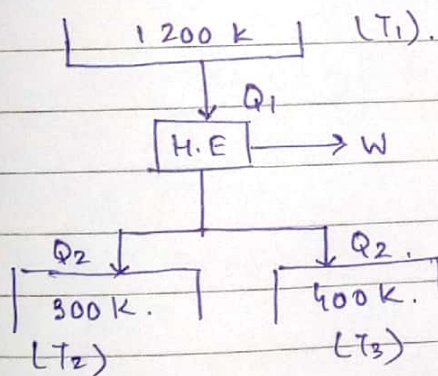 1200 K (T1).
Q1
H.E → W
Q2 Q2.
300 K. 400 K.
(T2) (T3)